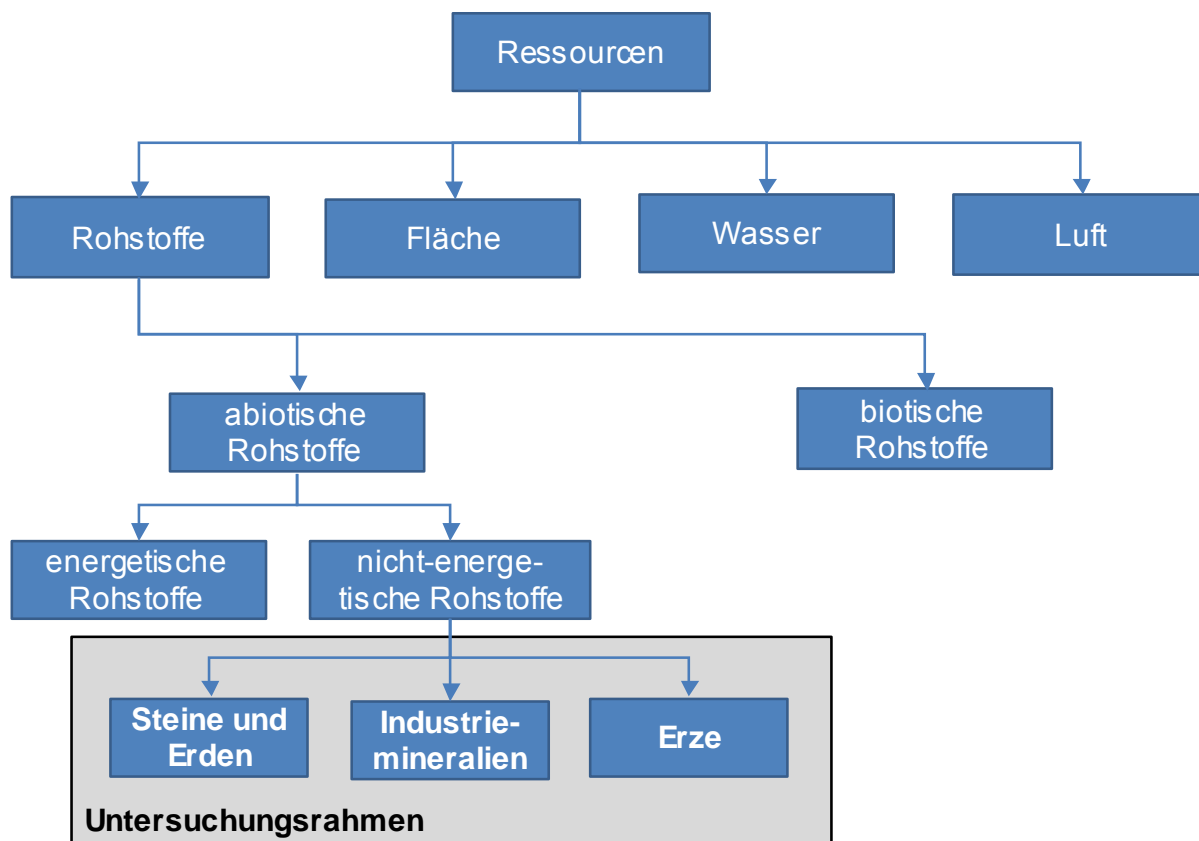 Ressourcen
Rohstoffe
Fläche
Wasser
Luft
abiotische
Rohstoffe
biotische
Rohstoffe
energetische
Rohstoffe
nicht-energe-
tische Rohstoffe
Steine und
Erden
Industrie-
mineralien
Erze
Untersuchungsrahmen